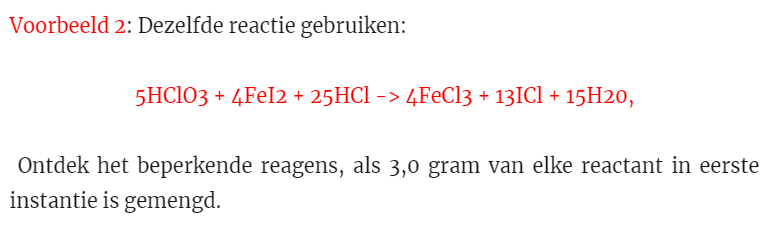 Voorbeeld 2: Dezelfde reactie gebruiken:
5HClO3 + 4FeI2 + 25HCl -> 4FeCl3 + 13ICl + 15H20,
Ontdek het beperkende reagens, als 3,0 gram van elke reactant in eerste
instantie is gemengd.